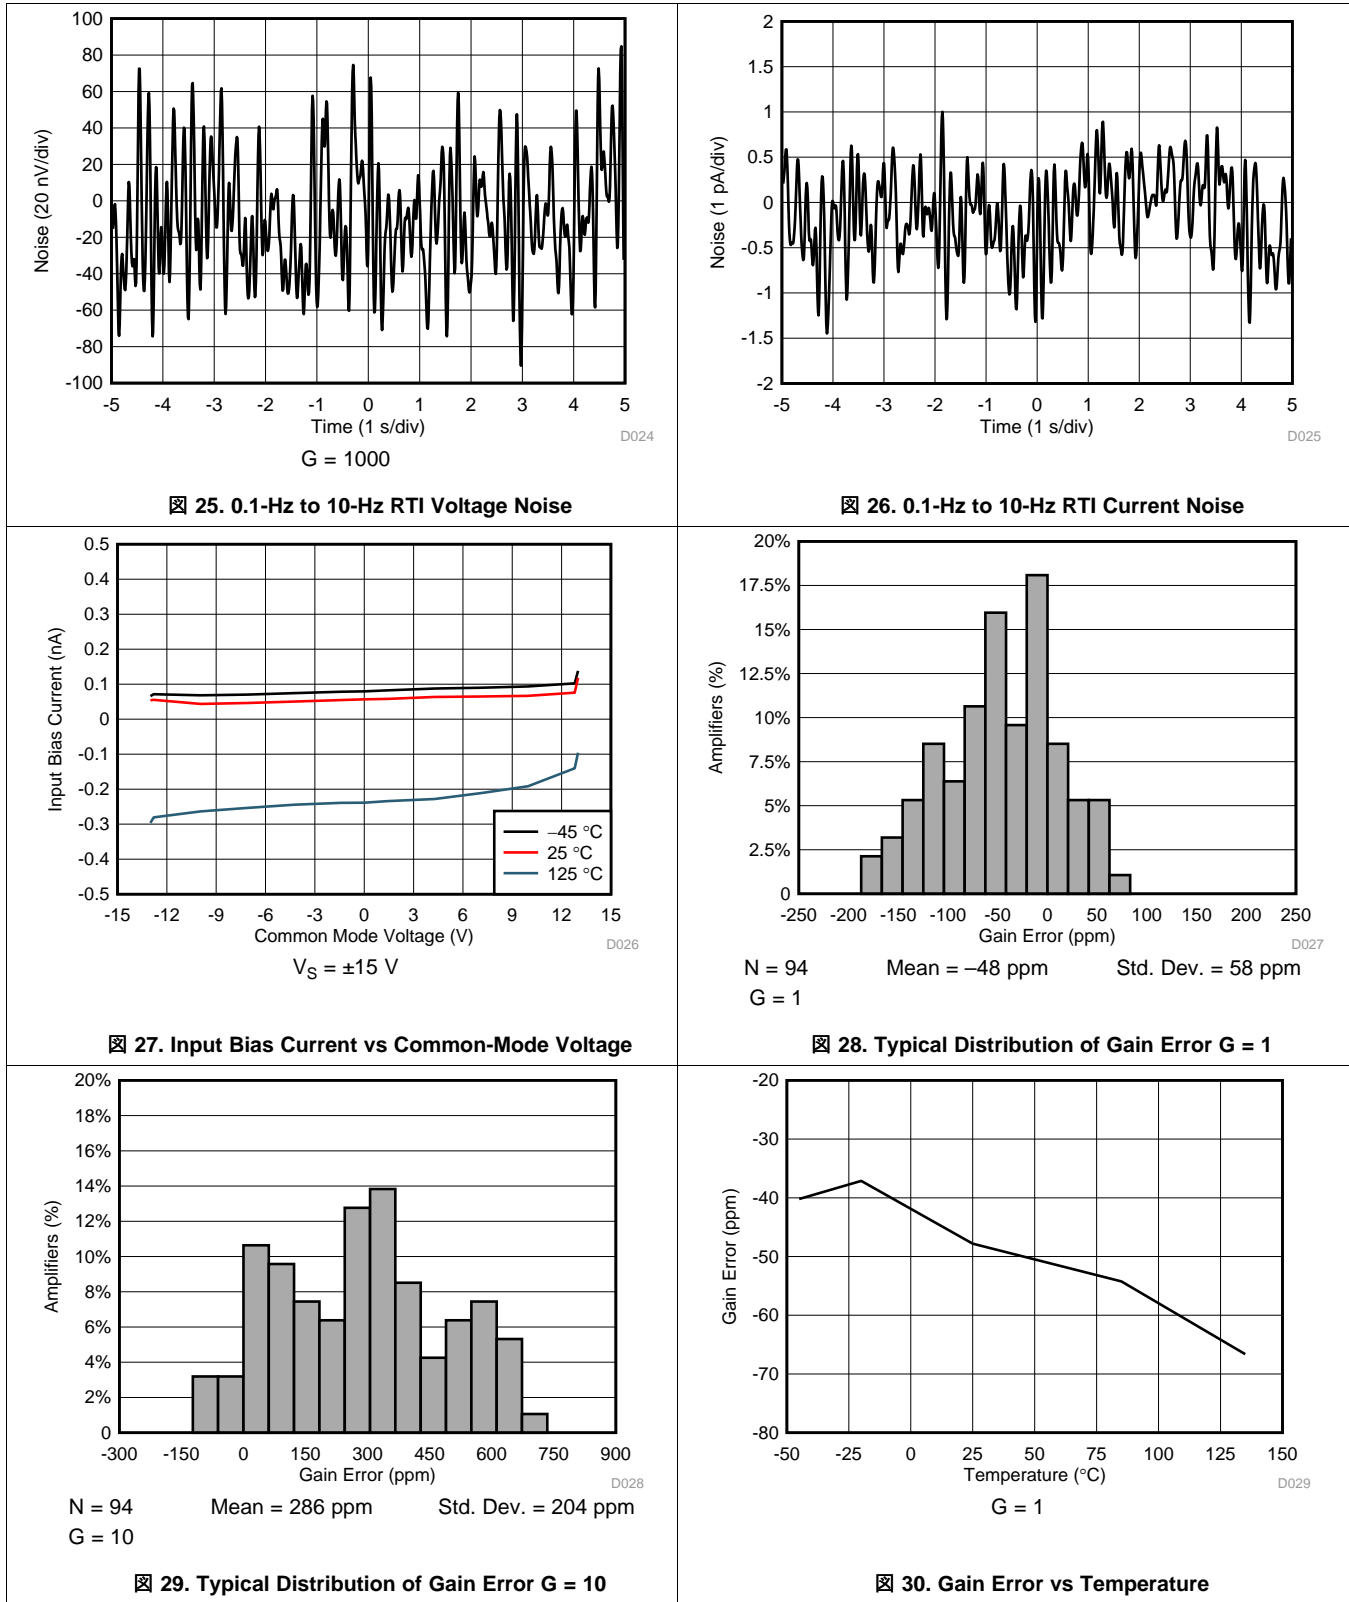 100
80
60
40
20
0
-20
-40
-60
-80
-100
Noise (20 nV/div)
-5 -4 -3 -2 -1 0 1 2 3 4 5
Time (1 s/div)
D024
G = 1000
図 25. 0.1-Hz to 10-Hz RTI Voltage Noise
2
1.5
1
0.5
0
-0.5
-1
-1.5
-2
Noise (1 pA/div)
-5 -4 -3 -2 -1 0 1 2 3 4 5
Time (1 s/div)
D025
図 26. 0.1-Hz to 10-Hz RTI Current Noise
0.5
0.4
0.3
0.2
0.1
0
-0.1
-0.2
-0.3
-0.4
-0.5
Input Bias Current (nA)
–45 °C
25 °C
125 °C
-15 -12 -9 -6 -3 0 3 6 9 12 15
Common Mode Voltage (V)
D026
VS = ±15 V
図 27. Input Bias Current vs Common-Mode Voltage
20%
17.5%
15%
12.5%
10%
7.5%
5%
2.5%
0
Amplifiers (%)
-250 -200 -150 -100 -50 0 50 100 150 200 250
Gain Error (ppm)
D027
N = 94 Mean = –48 ppm Std. Dev. = 58 ppm
G = 1
図 28. Typical Distribution of Gain Error G = 1
20%
18%
16%
14%
12%
10%
8%
6%
4%
2%
0
Amplifiers (%)
-300 -150 0 150 300 450 600 750 900
Gain Error (ppm)
D028
N = 94 Mean = 286 ppm Std. Dev. = 204 ppm
G = 10
図 29. Typical Distribution of Gain Error G = 10
-20
-30
-40
-50
-60
-70
-80
Gain Error (ppm)
-50 -25 0 25 50 75 100 125 150
Temperature (°C)
D029
G = 1
図 30. Gain Error vs Temperature